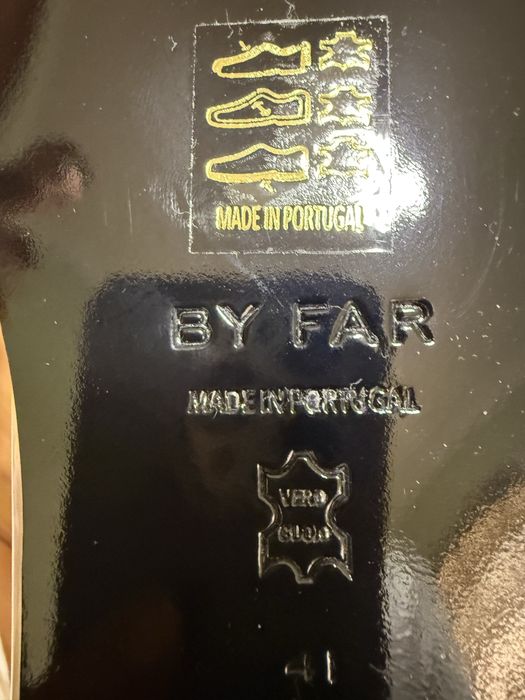 MADE IN PORTUGAL
BY FAR
MADE IN PORTUGAL
VERO
CUOIO
41